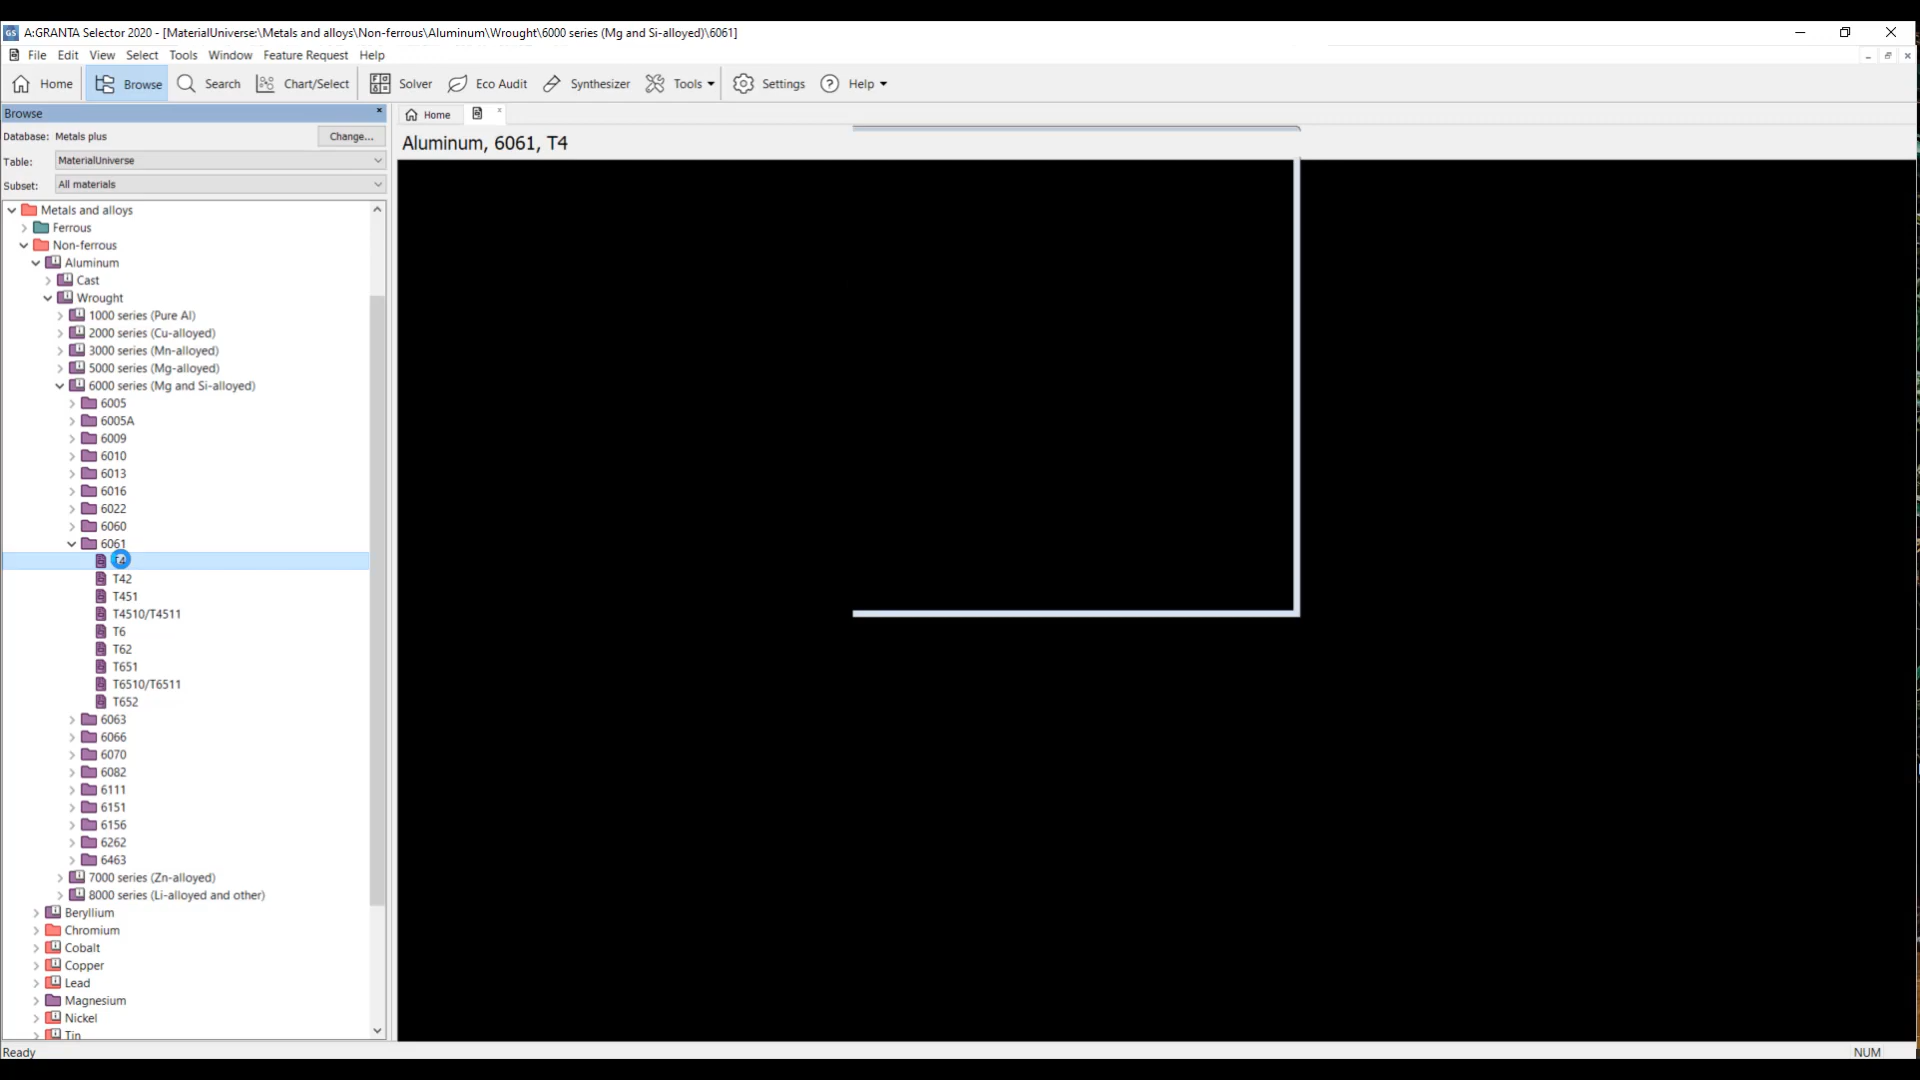 GS A:GRANTA Selector 2020 - [MaterialUniverse:\Metals and alloys\Non-ferrous\Aluminum\Wrought\6000 series (Mg and Si-alloyed)\6061]
File Edit View Select Tools Window Feature Request Help
Home Browse Search Chart/Select Solver Eco Audit Synthesizer Tools Settings Help
Browse
Home
Database: Metals plus Change...
Aluminum, 6061, T4
Table: MaterialUniverse
Subset: All materials
Metals and alloys
Ferrous
Non-ferrous
Aluminum
Cast
Wrought
1000 series (Pure Al)
2000 series (Cu-alloyed)
3000 series (Mn-alloyed)
5000 series (Mg-alloyed)
6000 series (Mg and Si-alloyed)
6005
6005A
6009
6010
6013
6016
6022
6060
6061
T4
T42
T451
T4510/T4511
T6
T62
T651
T6510/T6511
T652
6063
6066
6070
6082
6111
6151
6156
6262
6463
7000 series (Zn-alloyed)
8000 series (Li-alloyed and other)
Beryllium
Chromium
Cobalt
Copper
Lead
Magnesium
Nickel
Tin
Ready NUM